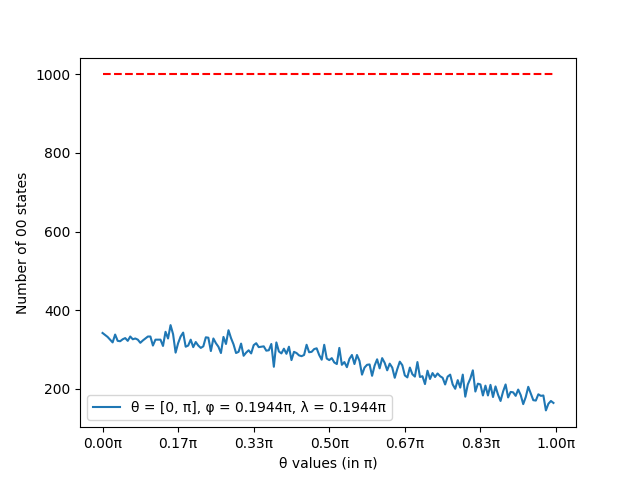 1000
800
600
400
200
Number of 00 states
θ = [0, π], φ = 0.1944π, λ = 0.1944π
0.00π 0.17π 0.33π 0.50π 0.67π 0.83π 1.00π
θ values (in π)